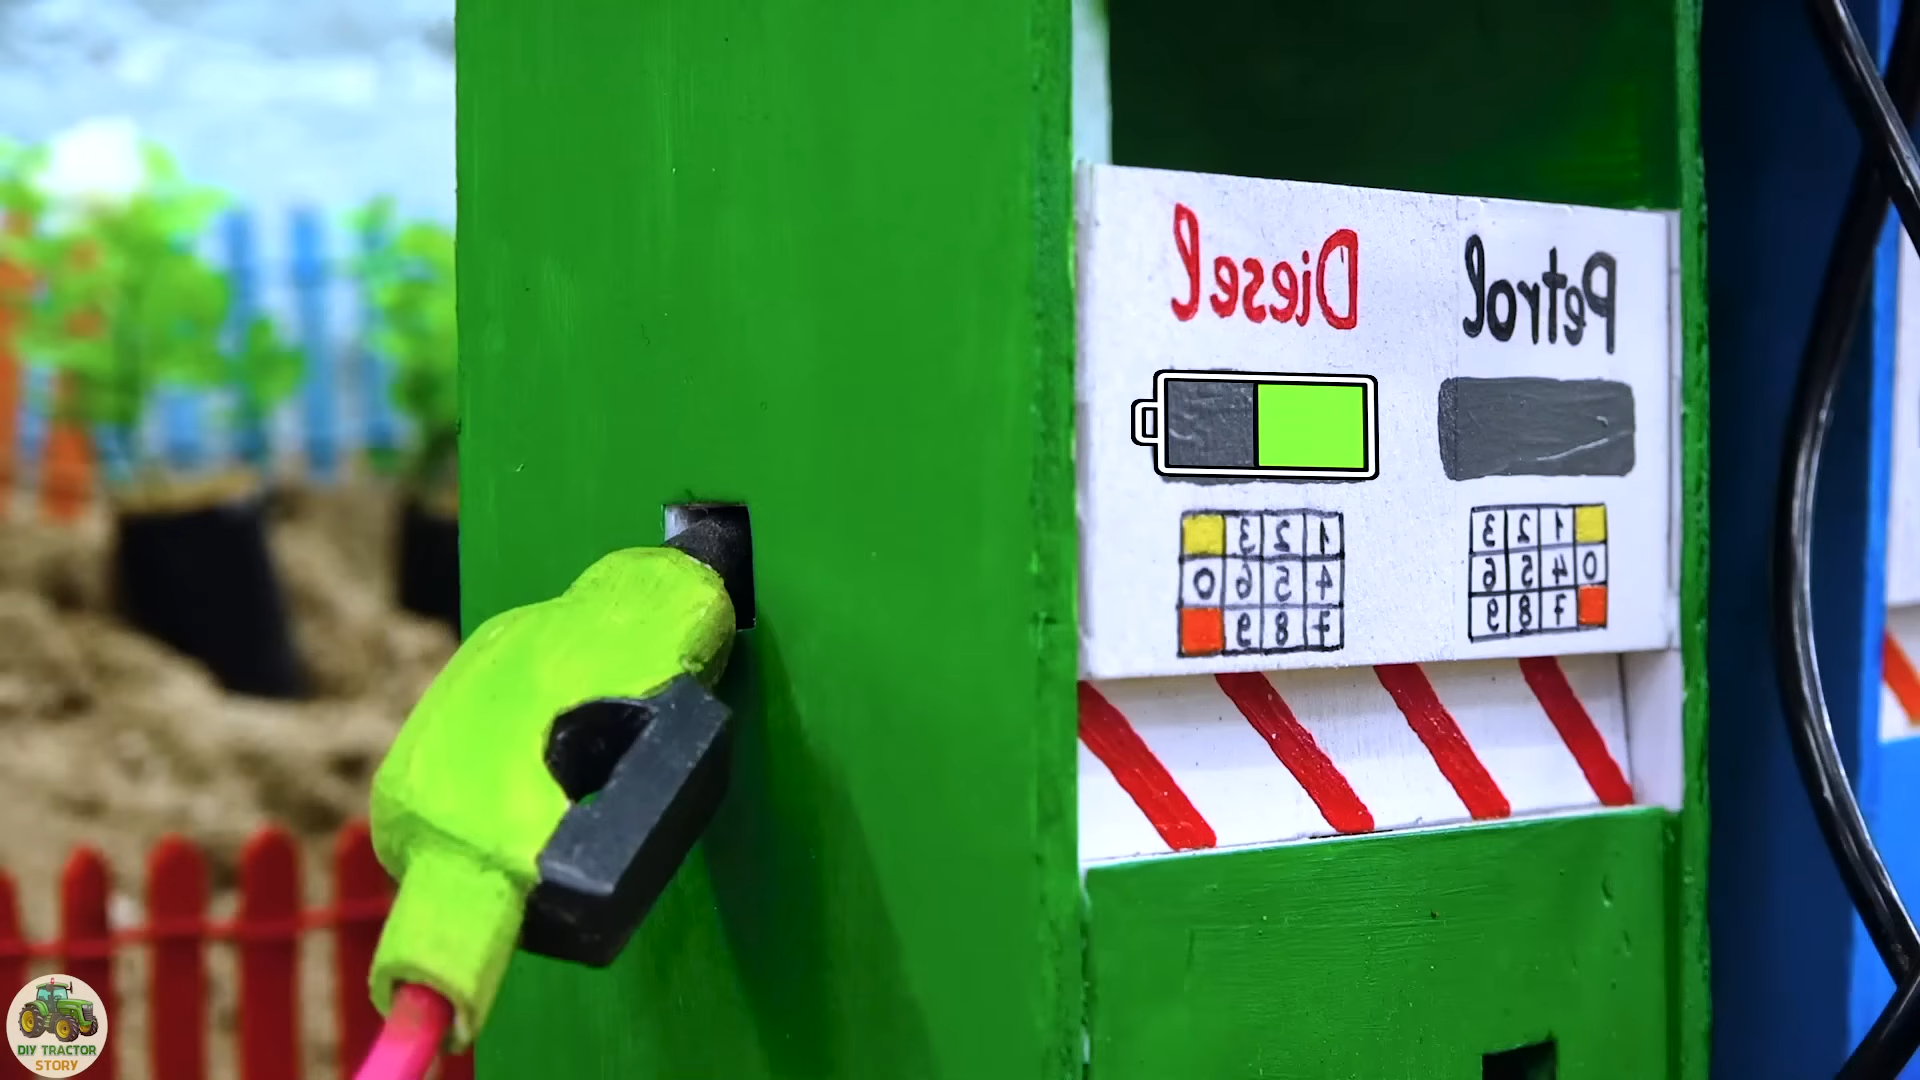 Petrol
1 2 3
0 4 5 6
7 8 9
Diesel
1 2 3
4 5 6 0
7 8 9
DIY TRACTOR
STORY